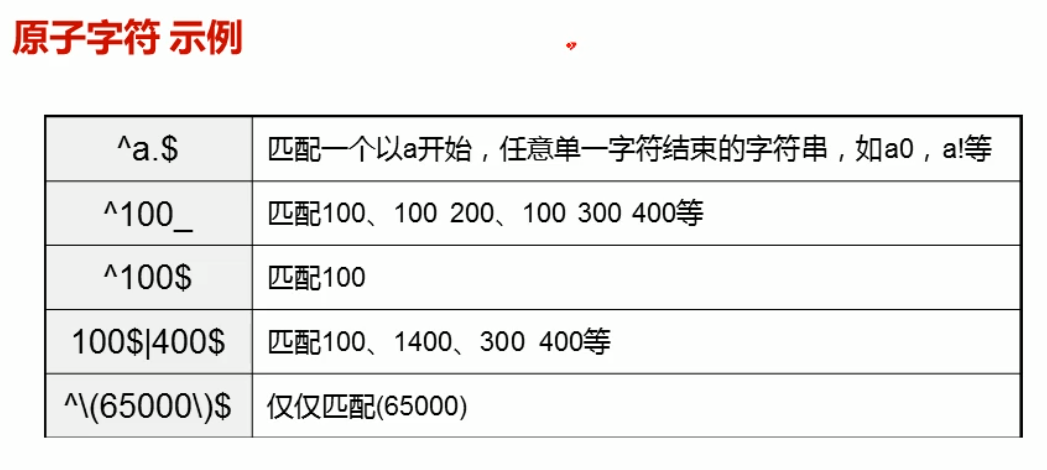 原子字符 示例
^a.$ 匹配一个以a开始，任意单一字符结束的字符串，如a0，a!等
^100_ 匹配100、100 200、100 300 400等
^100$ 匹配100
100$|400$ 匹配100、1400、300 400等
^\(65000\)$ 仅仅匹配(65000)